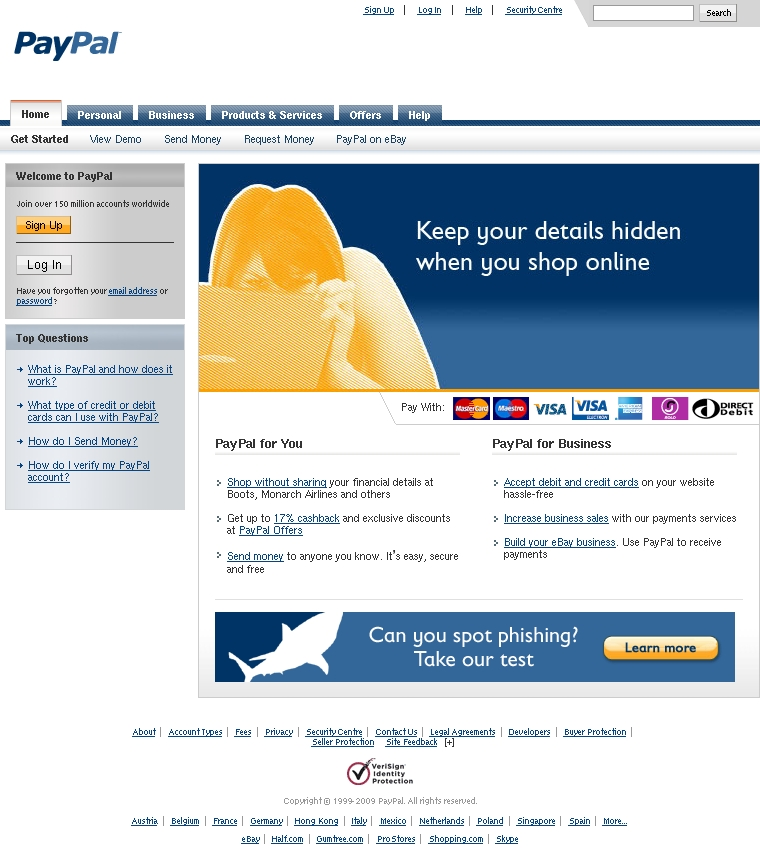 Sign Up | Log In | Help | Security Centre
Search
PayPal
Home Personal Business Products & Services Offers Help
Get Started View Demo Send Money Request Money PayPal on eBay
Welcome to PayPal
Join over 150 million accounts worldwide
Sign Up
Log In
Have you forgotten your email address or
password?
Top Questions
What is PayPal and how does it
work?
What type of credit or debit
cards can I use with PayPal?
How do I Send Money?
How do I verify my PayPal
account?
Keep your details hidden
when you shop online
Pay With: MasterCard Maestro VISA VISA ELECTRON SOLO DIRECT Debit
PayPal for You
Shop without sharing your financial details at
Boots, Monarch Airlines and others
Get up to 17% cashback and exclusive discounts
at PayPal Offers
Send money to anyone you know. It's easy, secure
and free
PayPal for Business
Accept debit and credit cards on your website
hassle-free
Increase business sales with our payments services
Build your eBay business. Use PayPal to receive
payments
Can you spot phishing?
Take our test
Learn more
About | Account Types | Fees | Privacy | Security Centre | Contact Us | Legal Agreements | Developers | Buyer Protection |
Seller Protection Site Feedback [+]
VeriSign
Identity
Protection
Copyright © 1999-2009 PayPal. All rights reserved.
Austria | Belgium | France | Germany | Hong Kong | Italy | Mexico | Netherlands | Poland | Singapore | Spain | More...
eBay | Half.com | Gumtree.com | ProStores | Shopping.com | Skype